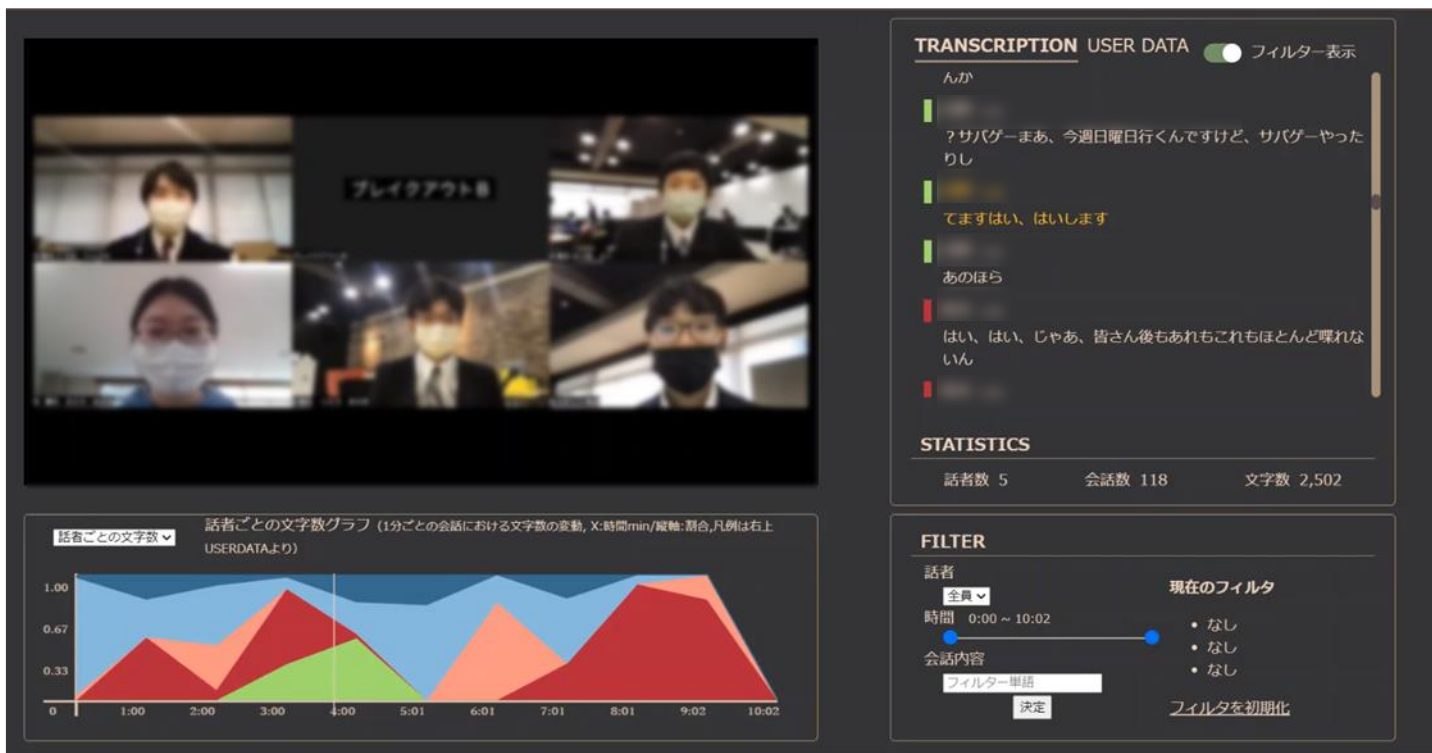 ブレイクアウトB
TRANSCRIPTION USER DATA フィルター表示
んか
?サバゲーまあ、今週日曜日行くんですけど、サバゲーやった
りし
てますはい、はいします
あのほら
はい、はい、じゃあ、皆さん後もあれもこれもほとんど喋れな
いん
STATISTICS
話者数 5 会話数 118 文字数 2,502
話者ごとの文字数
話者ごとの文字数グラフ (1分ごとの会話における文字数の変動, X:時間min/縦軸:割合,凡例は右上
USERDATAより)
1.00
0.67
0.33
0 1:00 2:00 3:00 4:00 5:01 6:01 7:01 8:01 9:02 10:02
FILTER
話者
全員
時間 0:00 ~ 10:02
会話内容
フィルター単語
決定
現在のフィルタ
• なし
• なし
• なし
フィルタを初期化